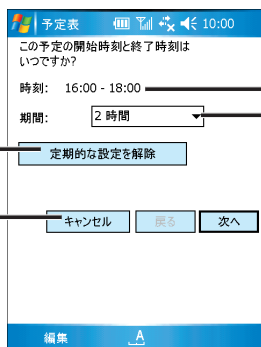 予定表 10:00
この予定の開始時刻と終了時刻は
いつですか?
時刻: 16:00 - 18:00
期間: 2 時間
定期的な設定を解除
キャンセル 戻る 次へ
編集 A